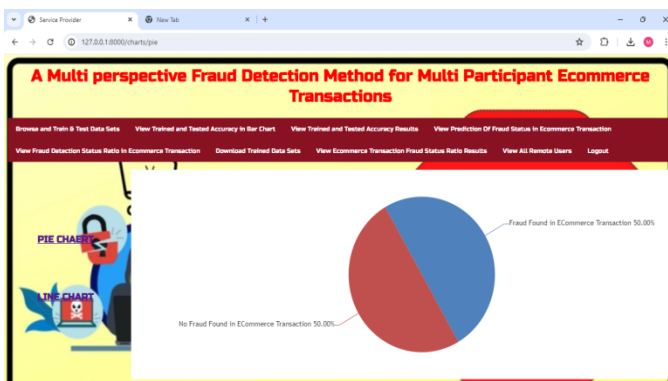 Service Provider
New Tab
127.0.0.1:8000/charts/pie
A Multi perspective Fraud Detection Method for Multi Participant Ecommerce
Transactions
Browse and Train & Test Data Sets View Trained and Tested Accuracy in Bar Chart View Trained and Tested Accuracy Results View Prediction Of Fraud Status in Ecommerce Transaction
View Fraud Detection Status Ratio in Ecommerce Transaction Download Trained Data Sets View Ecommerce Transaction Fraud Status Ratio Results View All Remote Users Logout
Fraud Found in ECommerce Transaction 50.00%
PIE CHAERT
LINE CHART
No Fraud Found in ECommerce Transaction 50.00%